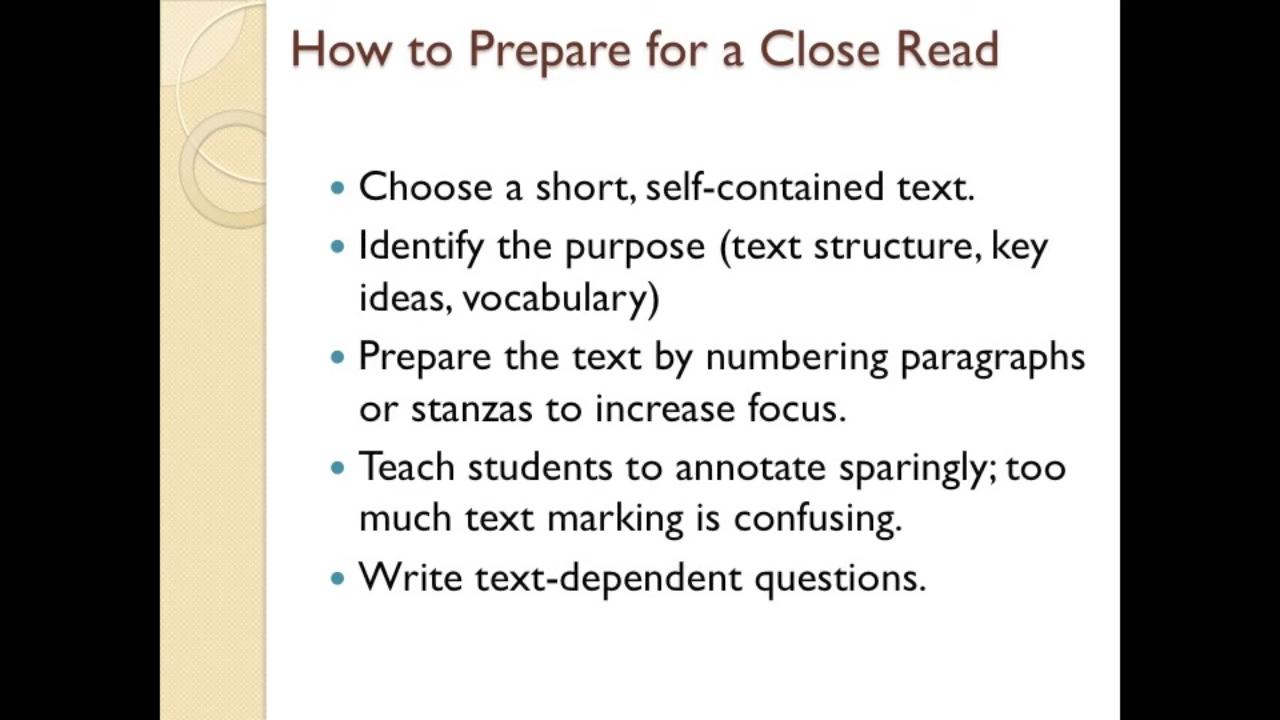 How to Prepare for a Close Read
• Choose a short, self-contained text.
• Identify the purpose (text structure, key
ideas, vocabulary)
• Prepare the text by numbering paragraphs
or stanzas to increase focus.
• Teach students to annotate sparingly; too
much text marking is confusing.
• Write text-dependent questions.